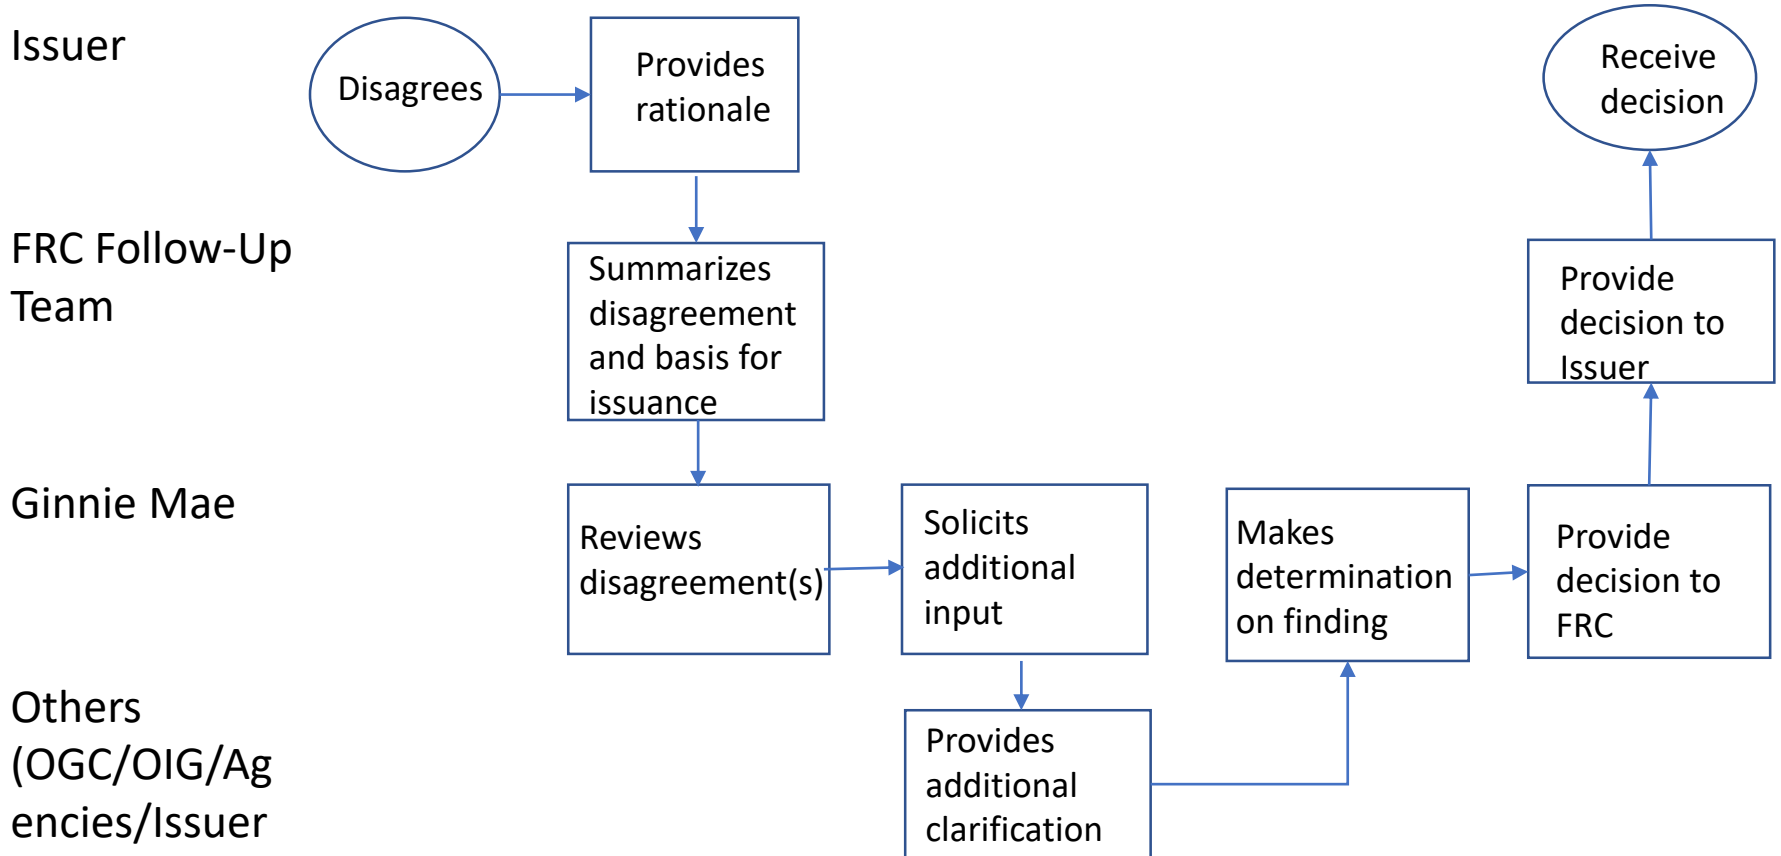 Issuer
Disagrees
Provides
rationale
Receive
decision
FRC Follow-Up
Team
Summarizes
disagreement
and basis for
issuance
Provide
decision to
Issuer
Ginnie Mae
Reviews
disagreement(s)
Solicits
additional
input
Makes
determination
on finding
Provide
decision to
FRC
Others
(OGC/OIG/Ag
encies/Issuer
Provides
additional
clarification